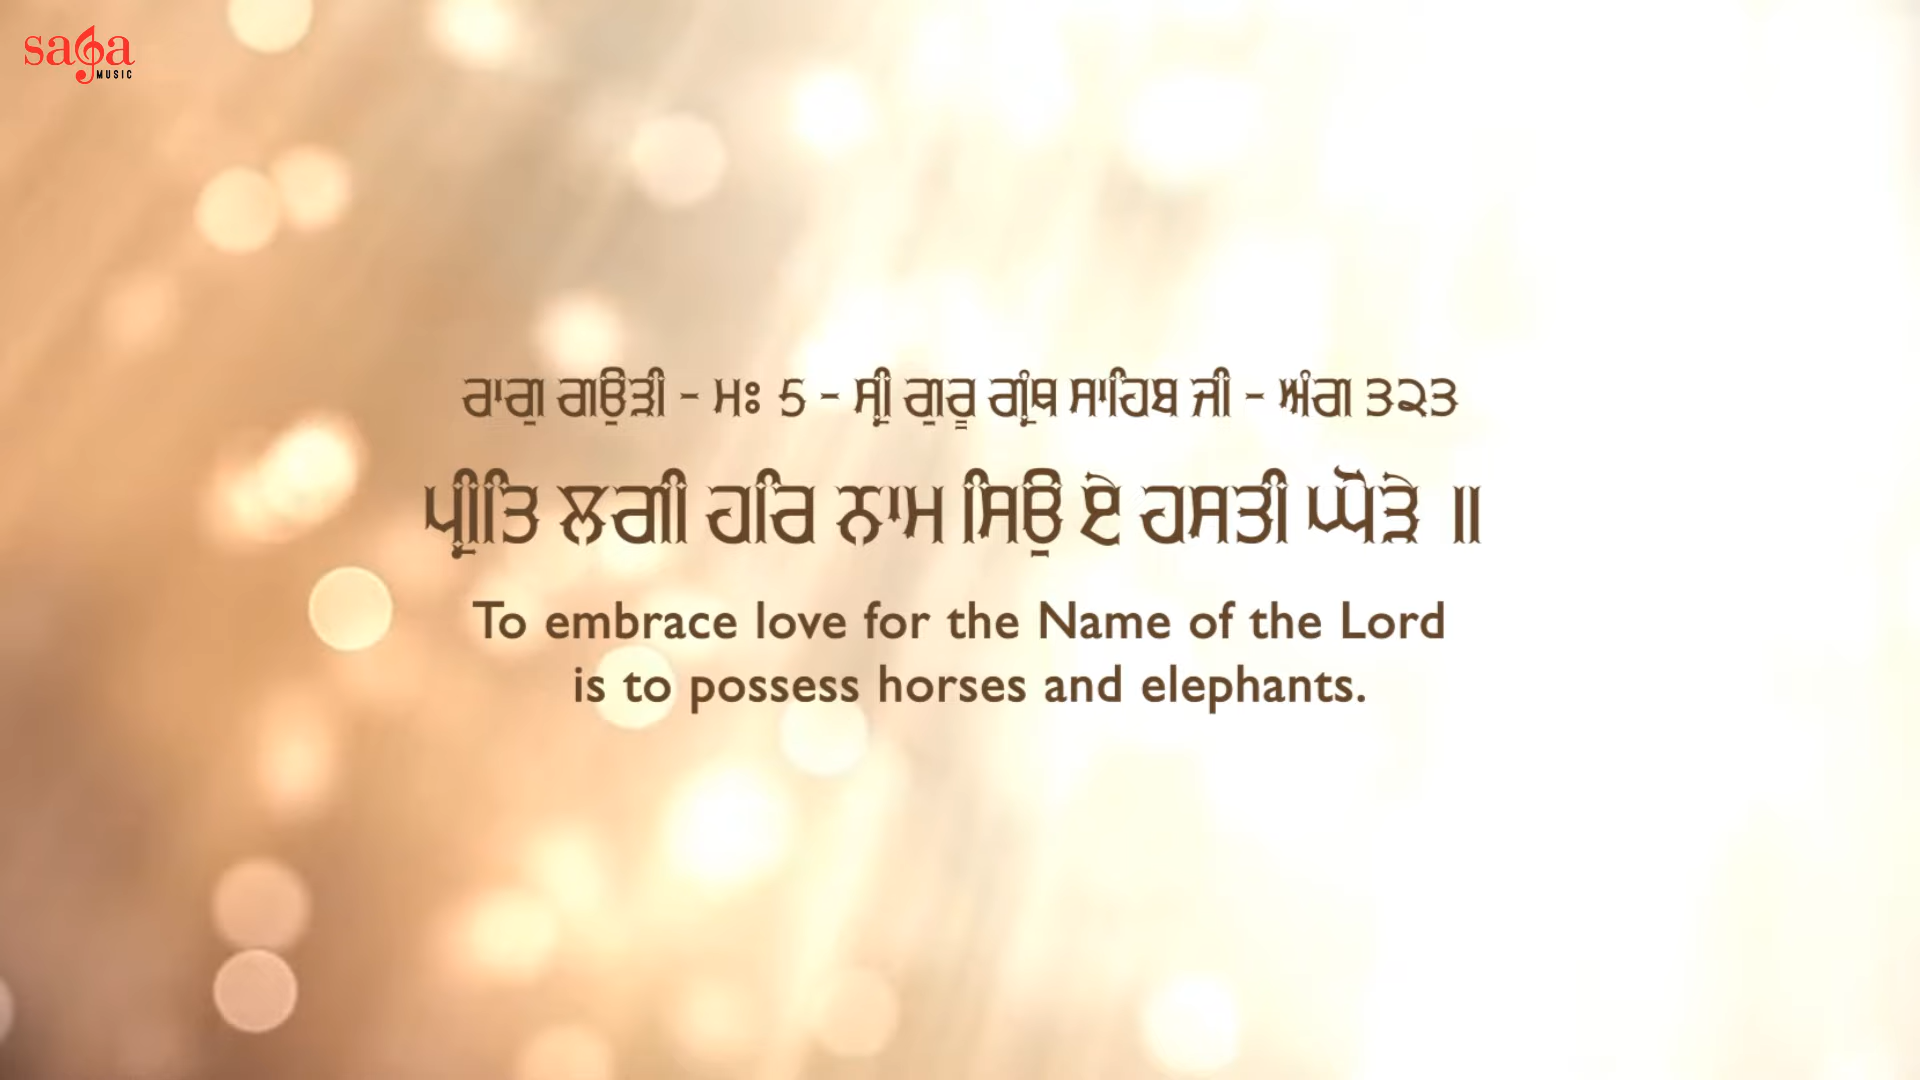 saga
MUSIC
ਰਾਗੁ ਗਉੜੀ - ਮਃ 5 - ਸ੍ਰੀ ਗੁਰੂ ਗ੍ਰੰਥ ਸਾਹਿਬ ਜੀ - ਅੰਗ ੩੨੩
ਪ੍ਰੀਤਿ ਲਗੀ ਹਰਿ ਨਾਮ ਸਿਉ ਏ ਹਸਤੀ ਘੋੜੇ ॥
To embrace love for the Name of the Lord
is to possess horses and elephants.